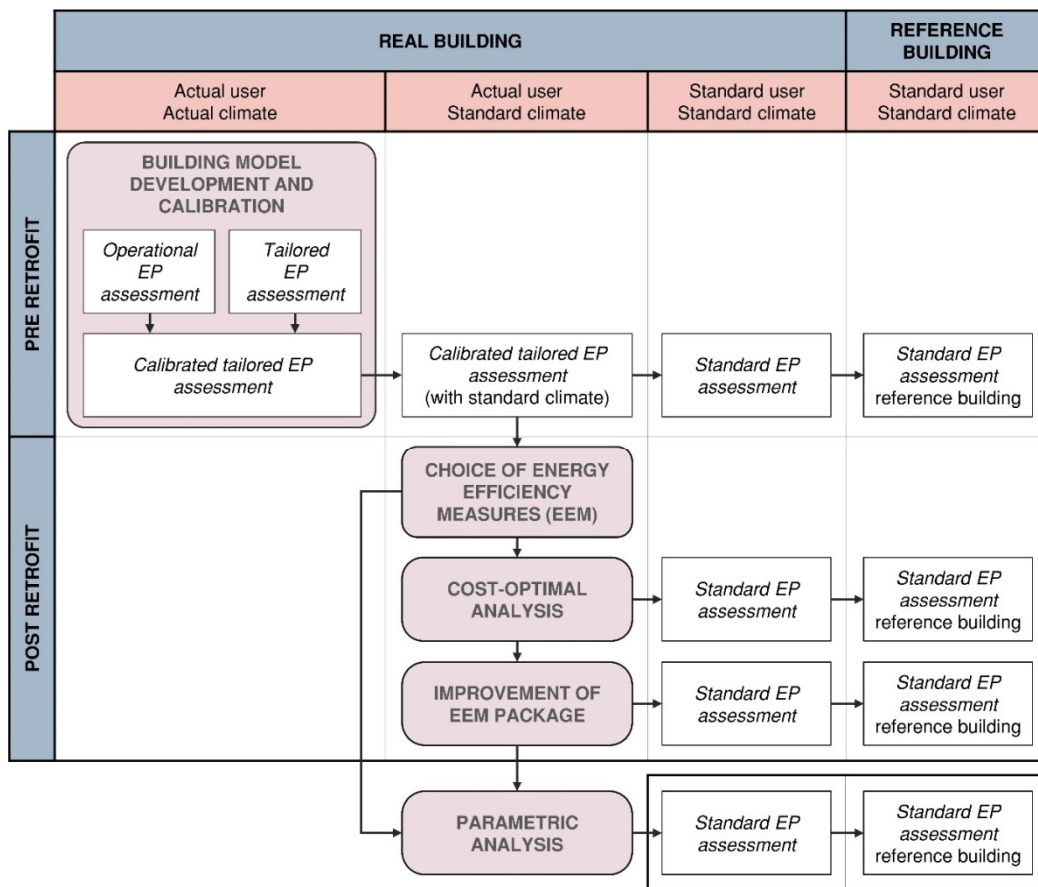 REAL BUILDING
REFERENCE
BUILDING
Actual user
Actual climate
Actual user
Standard climate
Standard user
Standard climate
Standard user
Standard climate
PRE RETROFIT
BUILDING MODEL
DEVELOPMENT AND
CALIBRATION
Operational
EP
assessment
Tailored
EP
assessment
Calibrated tailored EP
assessment
Calibrated tailored EP
assessment
(with standard climate)
Standard EP
assessment
Standard EP
assessment
reference building
POST RETROFIT
CHOICE OF ENERGY
EFFICIENCY
MEASURES (EEM)
COST-OPTIMAL
ANALYSIS
Standard EP
assessment
Standard EP
assessment
reference building
IMPROVEMENT OF
EEM PACKAGE
Standard EP
assessment
Standard EP
assessment
reference building
PARAMETRIC
ANALYSIS
Standard EP
assessment
Standard EP
assessment
reference building